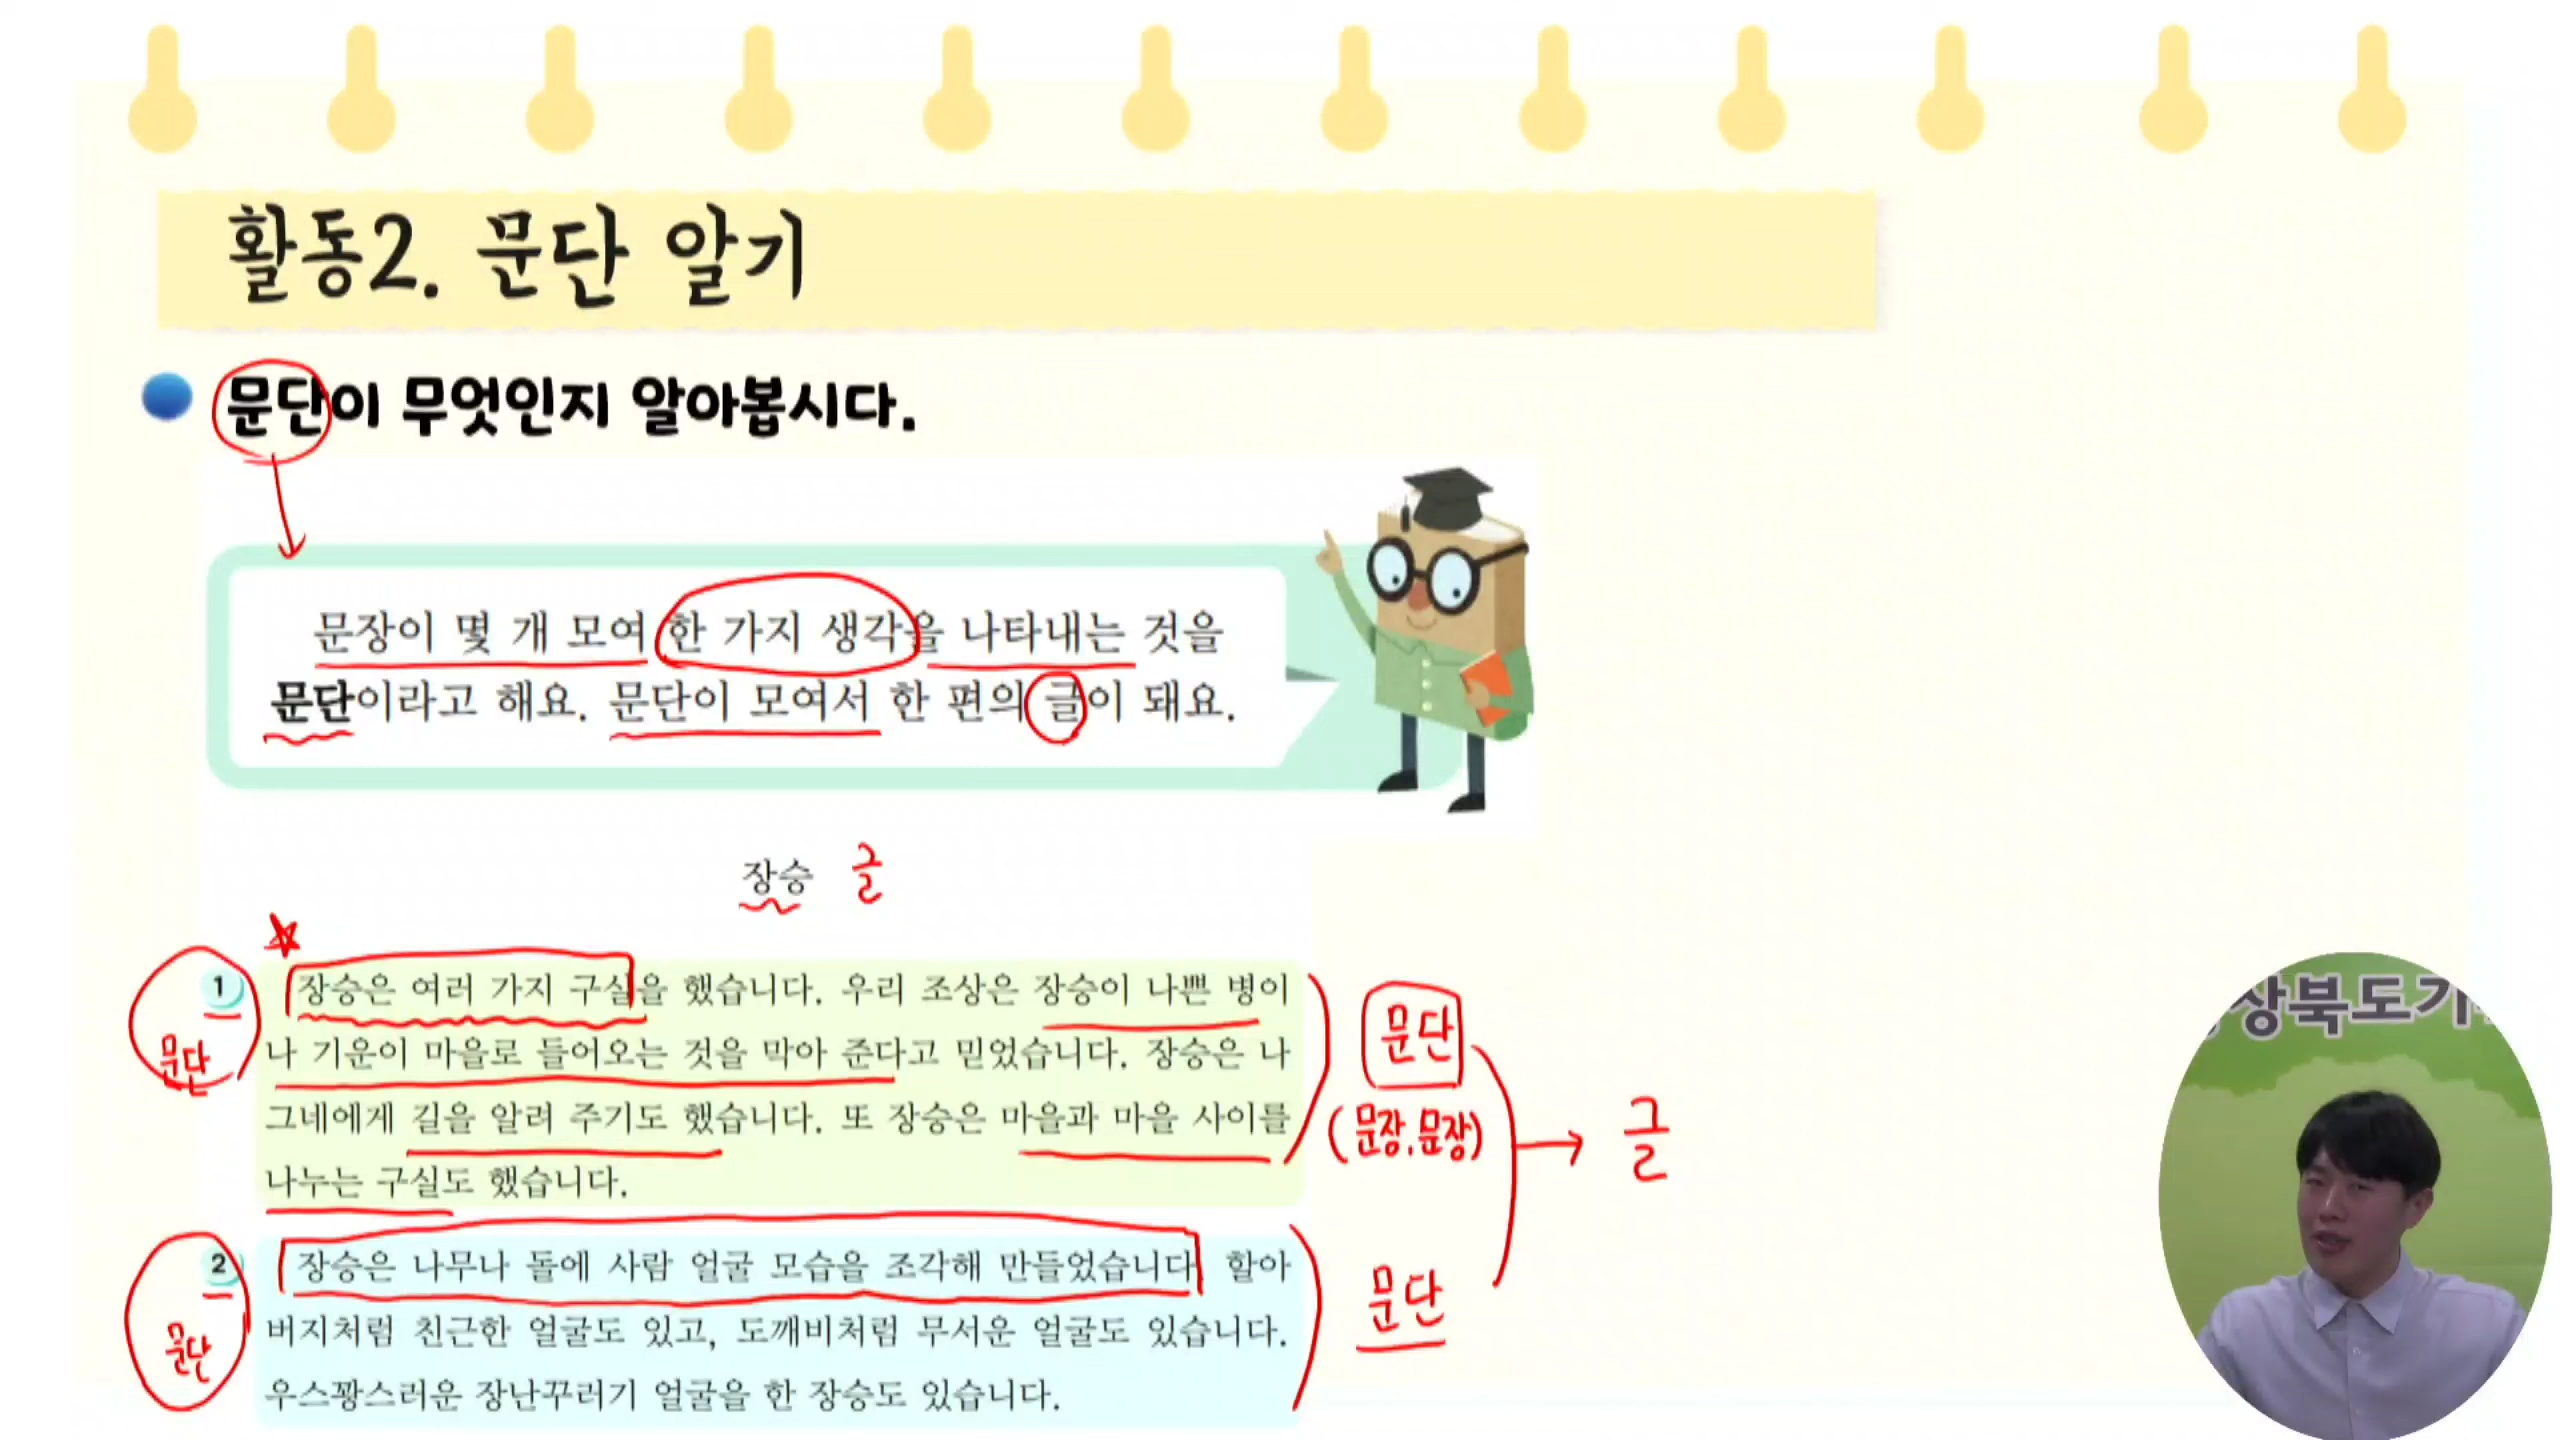 활동2. 문단 알기
문단이 무엇인지 알아봅시다.
문장이 몇 개 모여 한 가지 생각을 나타내는 것을
문단이라고 해요. 문단이 모여서 한 편의 글이 돼요.
장승 글
1 장승은 여러 가지 구실을 했습니다. 우리 조상은 장승이 나쁜 병이
나 기운이 마을로 들어오는 것을 막아 준다고 믿었습니다. 장승은 나
그네에게 길을 알려 주기도 했습니다. 또 장승은 마을과 마을 사이를
나누는 구실도 했습니다.
문단
문단
(문장, 문장)
글
2 장승은 나무나 돌에 사람 얼굴 모습을 조각해 만들었습니다 할아
버지처럼 친근한 얼굴도 있고, 도깨비처럼 무서운 얼굴도 있습니다.
우스꽝스러운 장난꾸러기 얼굴을 한 장승도 있습니다.
문단
문단
상북도